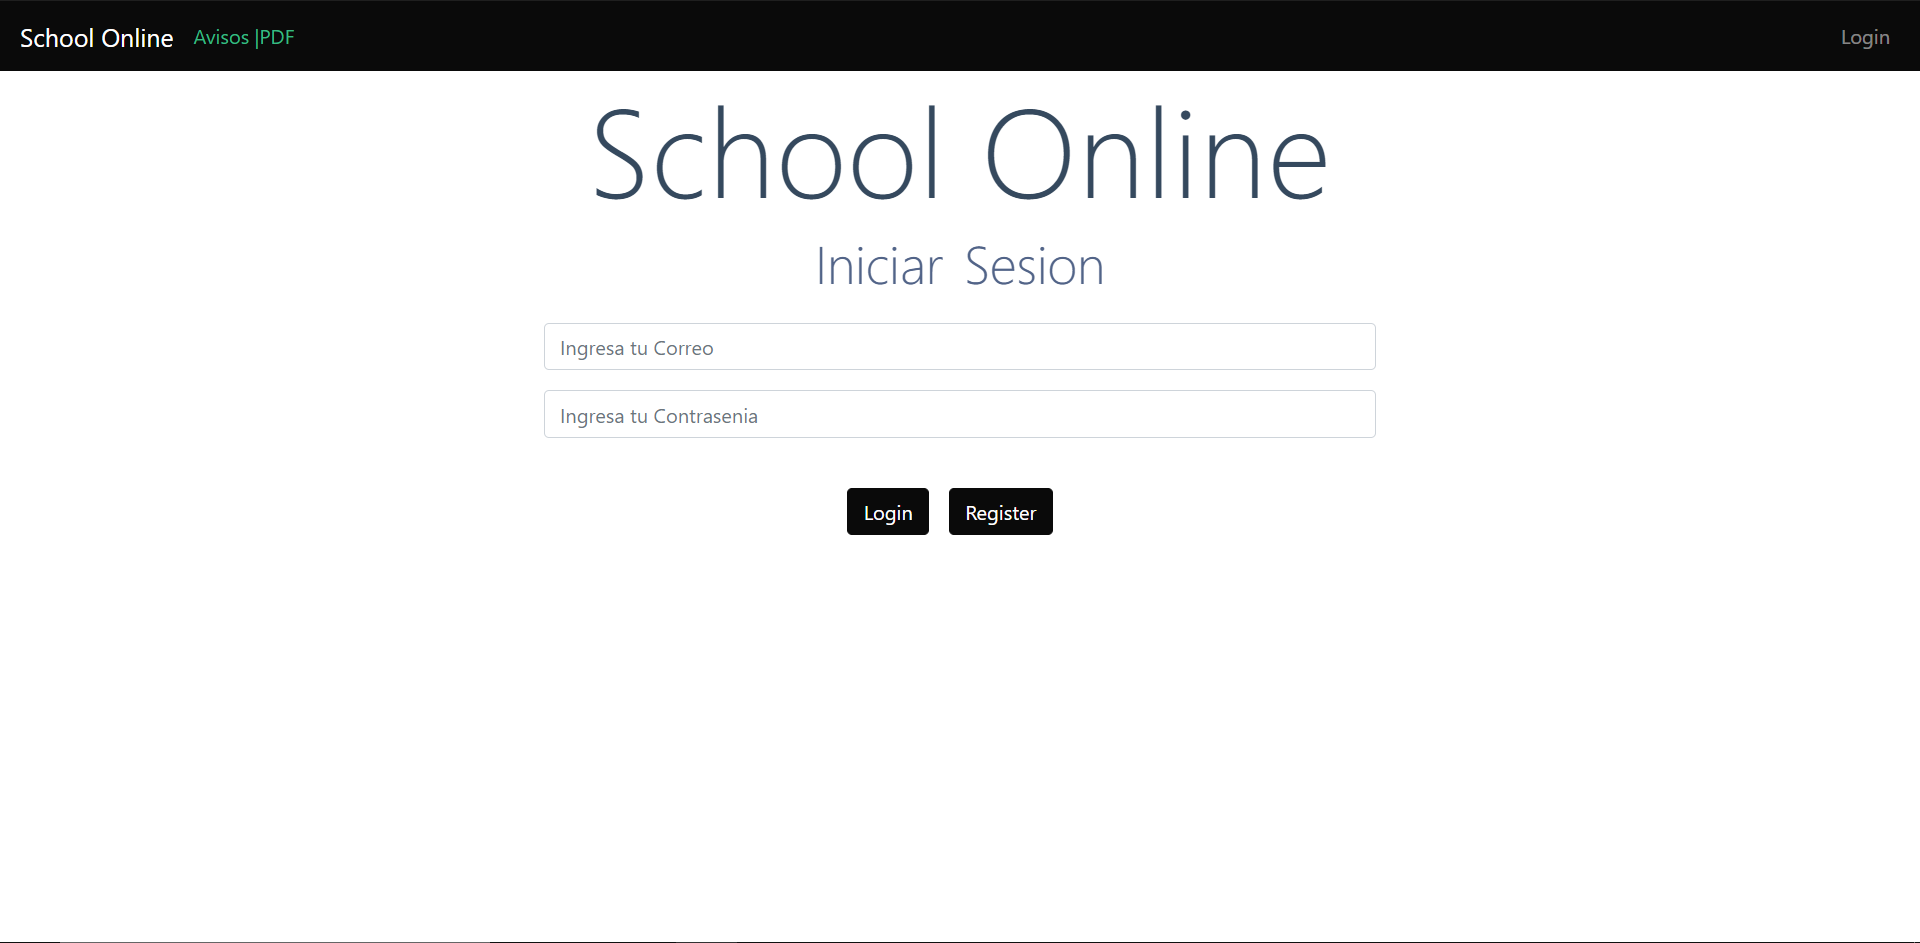 School Online Avisos |PDF Login
School Online
Iniciar Sesion
Ingresa tu Correo
Ingresa tu Contrasenia
Login Register